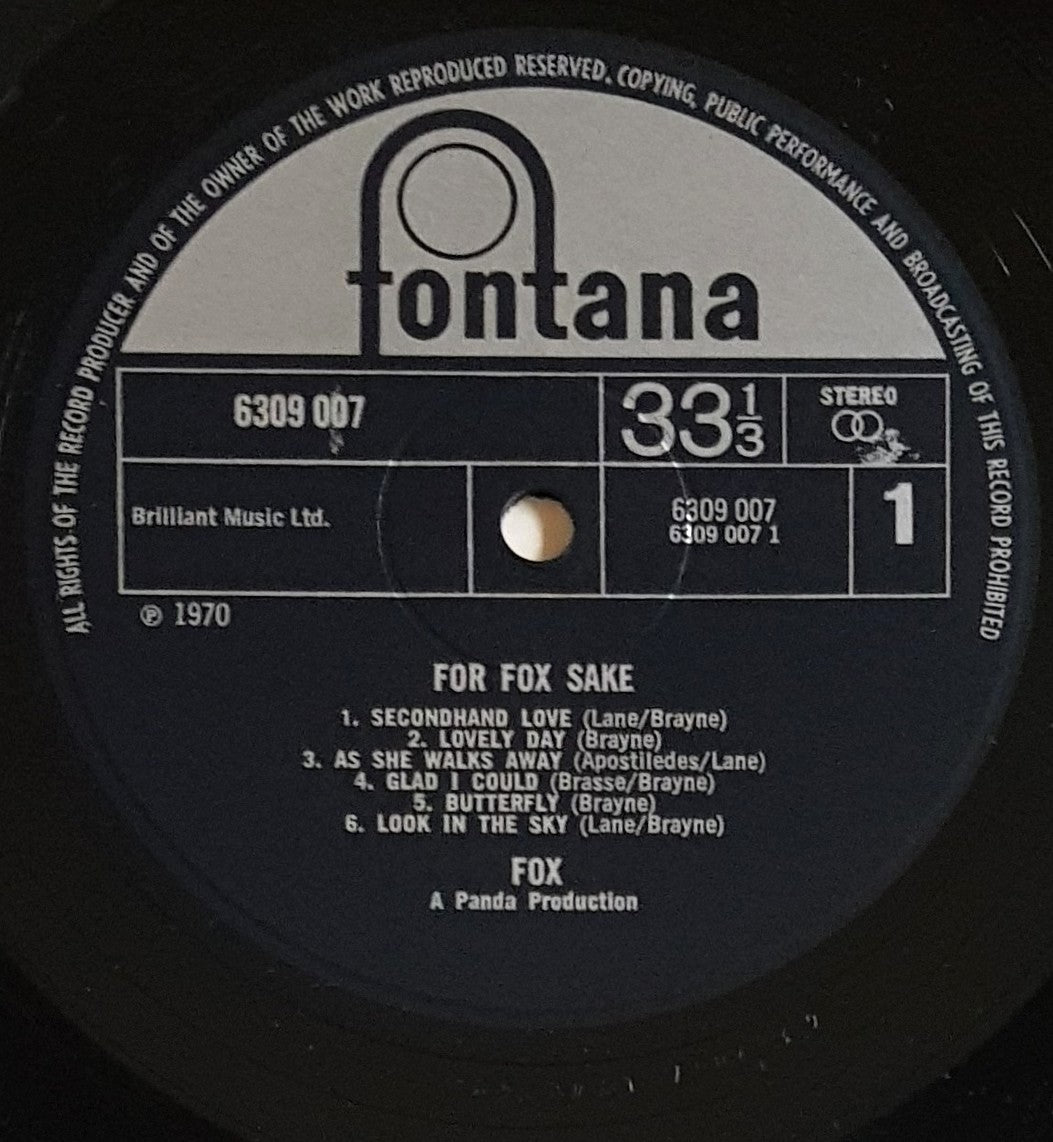 ALL RIGHTS OF THE RECORD PRODUCER AND OF THE OWNER OF THE WORK REPRODUCED RESERVED. COPYING, PUBLIC PERFORMANCE AND BROADCASTING OF THIS RECORD PROHIBITED
fontana
6309 007
33 1/3
STEREO
Brilliant Music Ltd.
6309 007
6309 007 1
1
℗ 1970
FOR FOX SAKE
1. SECONDHAND LOVE (Lane/Brayne)
2. LOVELY DAY (Brayne)
3. AS SHE WALKS AWAY (Apostiledes/Lane)
4. GLAD I COULD (Brasse/Brayne)
5. BUTTERFLY (Brayne)
6. LOOK IN THE SKY (Lane/Brayne)
FOX
A Panda Production